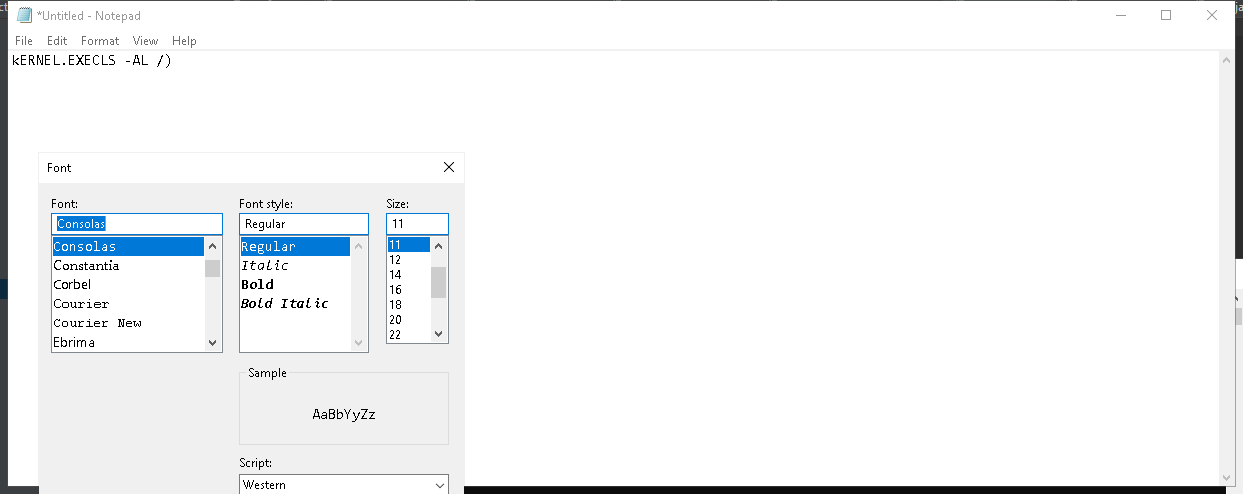 *Untitled - Notepad
File Edit Format View Help
kERNEL.EXECLS -AL /)
Font
Font: Font style: Size:
Consolas Regular 11
Consolas Regular 11
Constantia Italic 12
Corbel Bold 14
Courier Bold Italic 16
Courier New 18
Ebrima 20
22
Sample
AaBbYyZz
Script:
Western